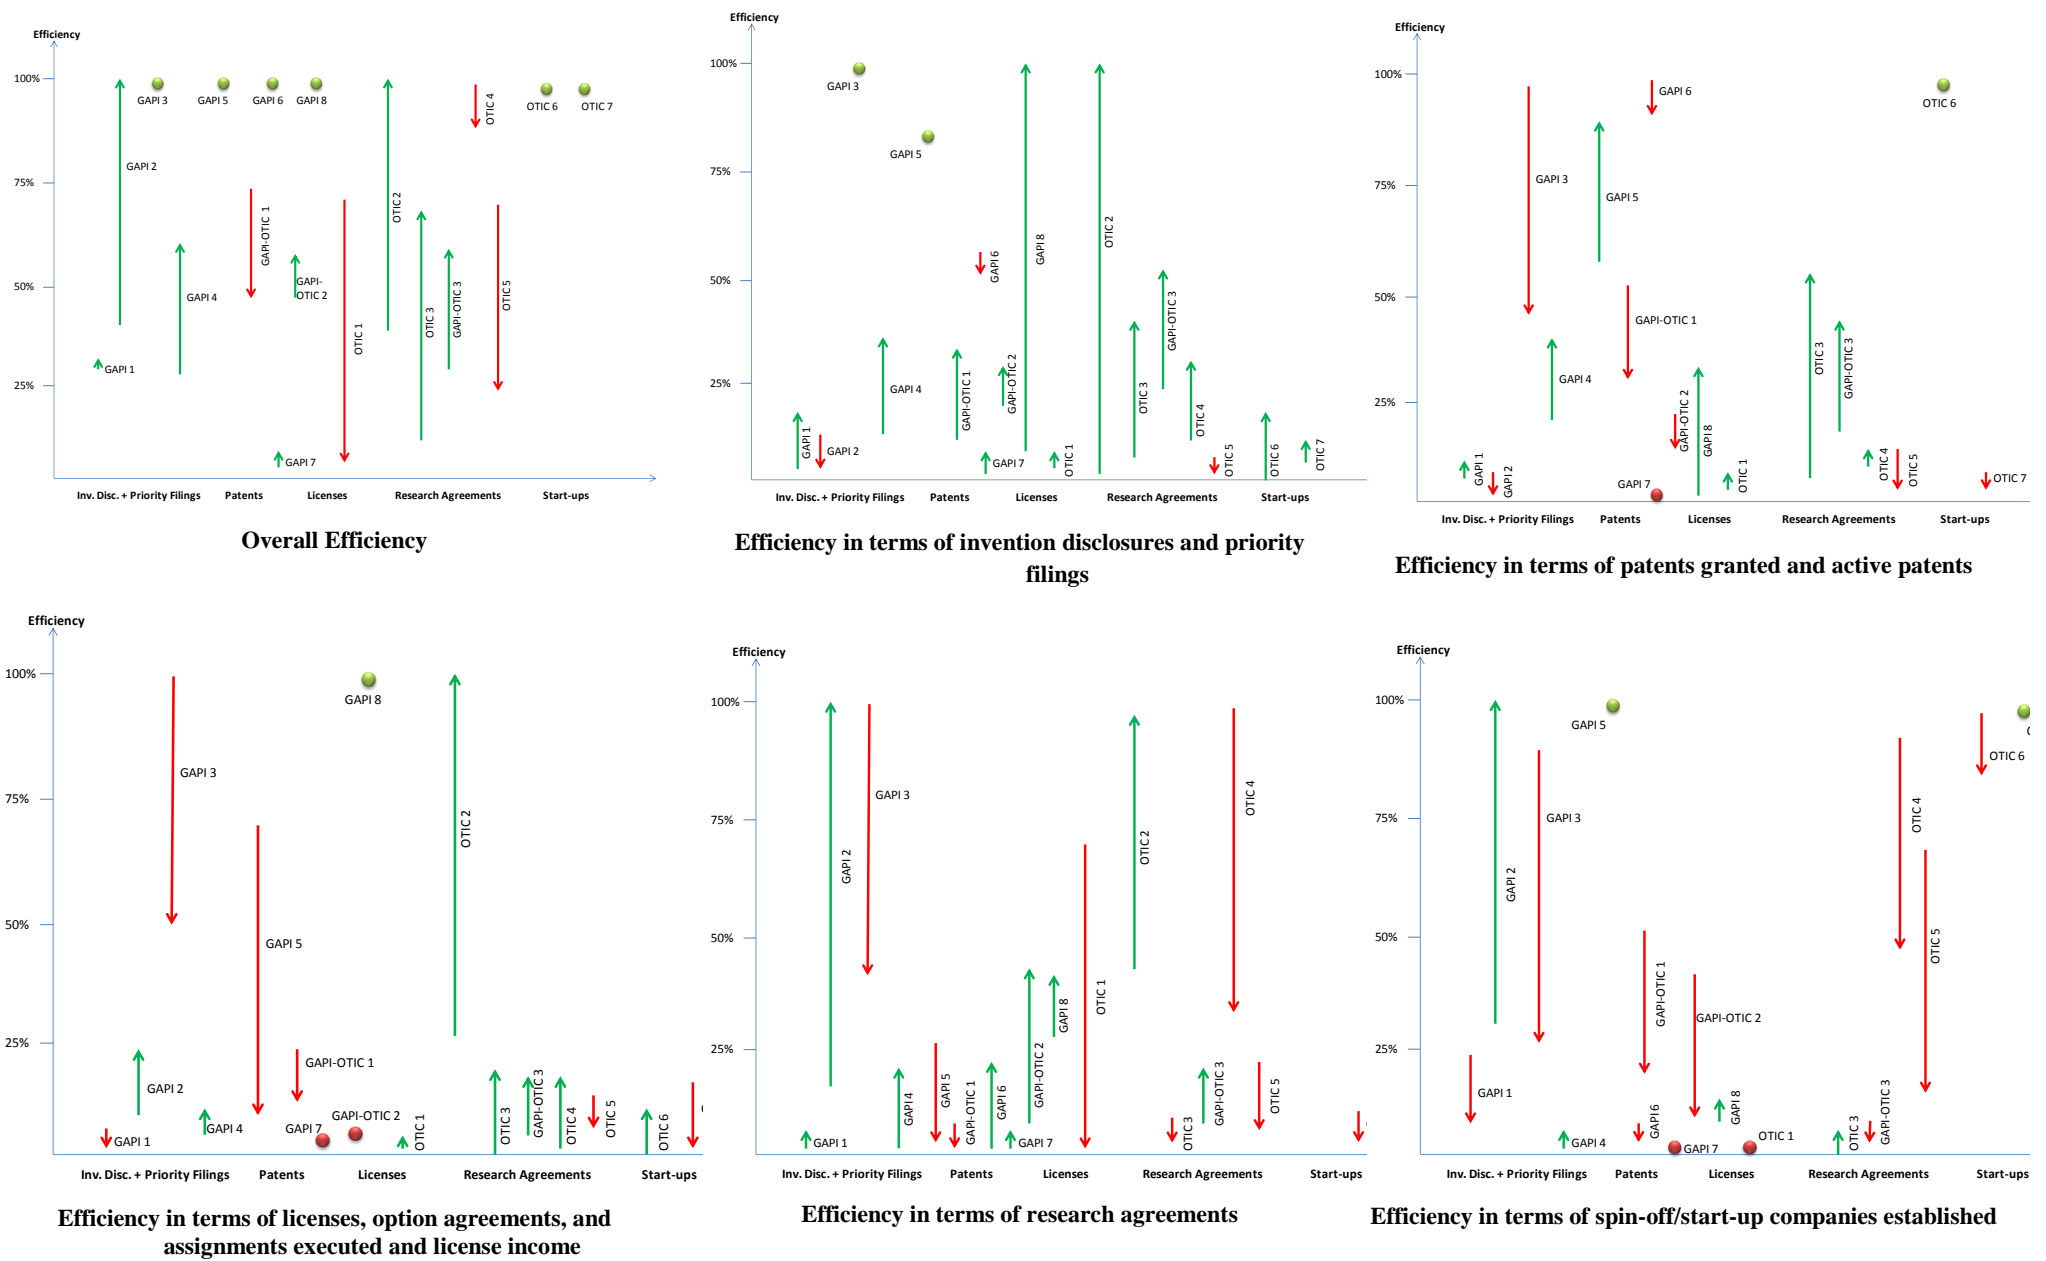 Efficiency
100%
GAPI 3
GAPI 5
GAPI 6
GAPI 8
OTIC 4
OTIC 6
OTIC 7
GAPI 2
75%
OTIC 2
GAPI-OTIC 1
50%
GAPI-
OTIC 2
GAPI 4
OTIC 1
OTIC 3
GAPI-OTIC 3
OTIC 5
25%
GAPI 1
GAPI 7
Inv. Disc. + Priority Filings
Patents
Licenses
Research Agreements
Start-ups
Overall Efficiency
Efficiency
100%
GAPI 3
GAPI 5
75%
50%
GAPI 6
GAPI 8
OTIC 2
25%
GAPI 1
GAPI 2
GAPI 4
GAPI-OTIC 1
GAPI 7
GAPI-OTIC 2
OTIC 1
OTIC 3
GAPI-OTIC 3
OTIC 4
OTIC 5
OTIC 6
OTIC 7
Inv. Disc. + Priority Filings
Patents
Licenses
Research Agreements
Start-ups
Efficiency in terms of invention disclosures and priority
filings
Efficiency
100%
GAPI 6
OTIC 6
GAPI 3
75%
GAPI 5
50%
GAPI-OTIC 1
GAPI 4
25%
GAPI 1
GAPI 2
GAPI 7
GAPI-OTIC 2
GAPI 8
OTIC 1
OTIC 3
GAPI-OTIC 3
OTIC 4
OTIC 5
OTIC 7
Inv. Disc. + Priority Filings
Patents
Licenses
Research Agreements
Start-ups
Efficiency in terms of patents granted and active patents
Efficiency
100%
GAPI 8
GAPI 3
75%
OTIC 2
50%
GAPI 5
25%
GAPI-OTIC 1
GAPI 2
GAPI 1
GAPI 4
GAPI 7
GAPI-OTIC 2
OTIC 1
OTIC 3
GAPI-OTIC 3
OTIC 4
OTIC 5
OTIC 6
Inv. Disc. + Priority Filings
Patents
Licenses
Research Agreements
Start-ups
Efficiency in terms of licenses, option agreements, and
assignments executed and license income
Efficiency
100%
GAPI 3
75%
GAPI 2
OTIC 2
OTIC 4
50%
25%
GAPI 1
GAPI 4
GAPI 5
GAPI-OTIC 1
GAPI 6
GAPI 7
GAPI-OTIC 2
GAPI 8
OTIC 1
OTIC 3
GAPI-OTIC 3
OTIC 5
Inv. Disc. + Priority Filings
Patents
Licenses
Research Agreements
Start-ups
Efficiency in terms of research agreements
Efficiency
100%
GAPI 5
OTIC 6
75%
GAPI 3
OTIC 4
GAPI 2
50%
OTIC 5
GAPI-OTIC 1
GAPI-OTIC 2
25%
GAPI 1
GAPI 4
GAPI 6
GAPI 7
GAPI 8
OTIC 1
OTIC 3
GAPI-OTIC 3
Inv. Disc. + Priority Filings
Patents
Licenses
Research Agreements
Start-ups
Efficiency in terms of spin-off/start-up companies established